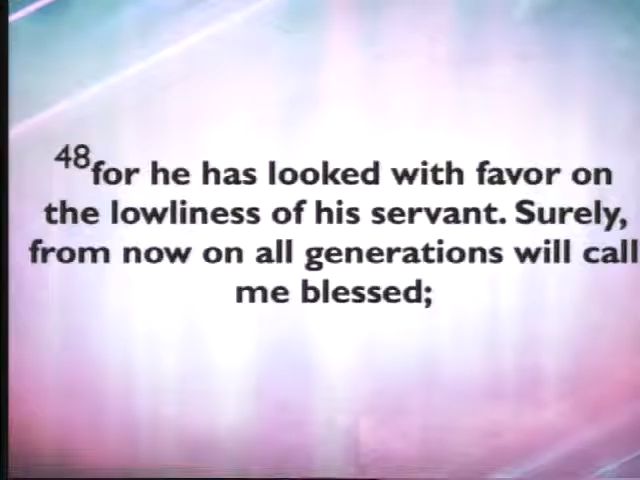 48for he has looked with favor on
the lowliness of his servant. Surely,
from now on all generations will call
me blessed;